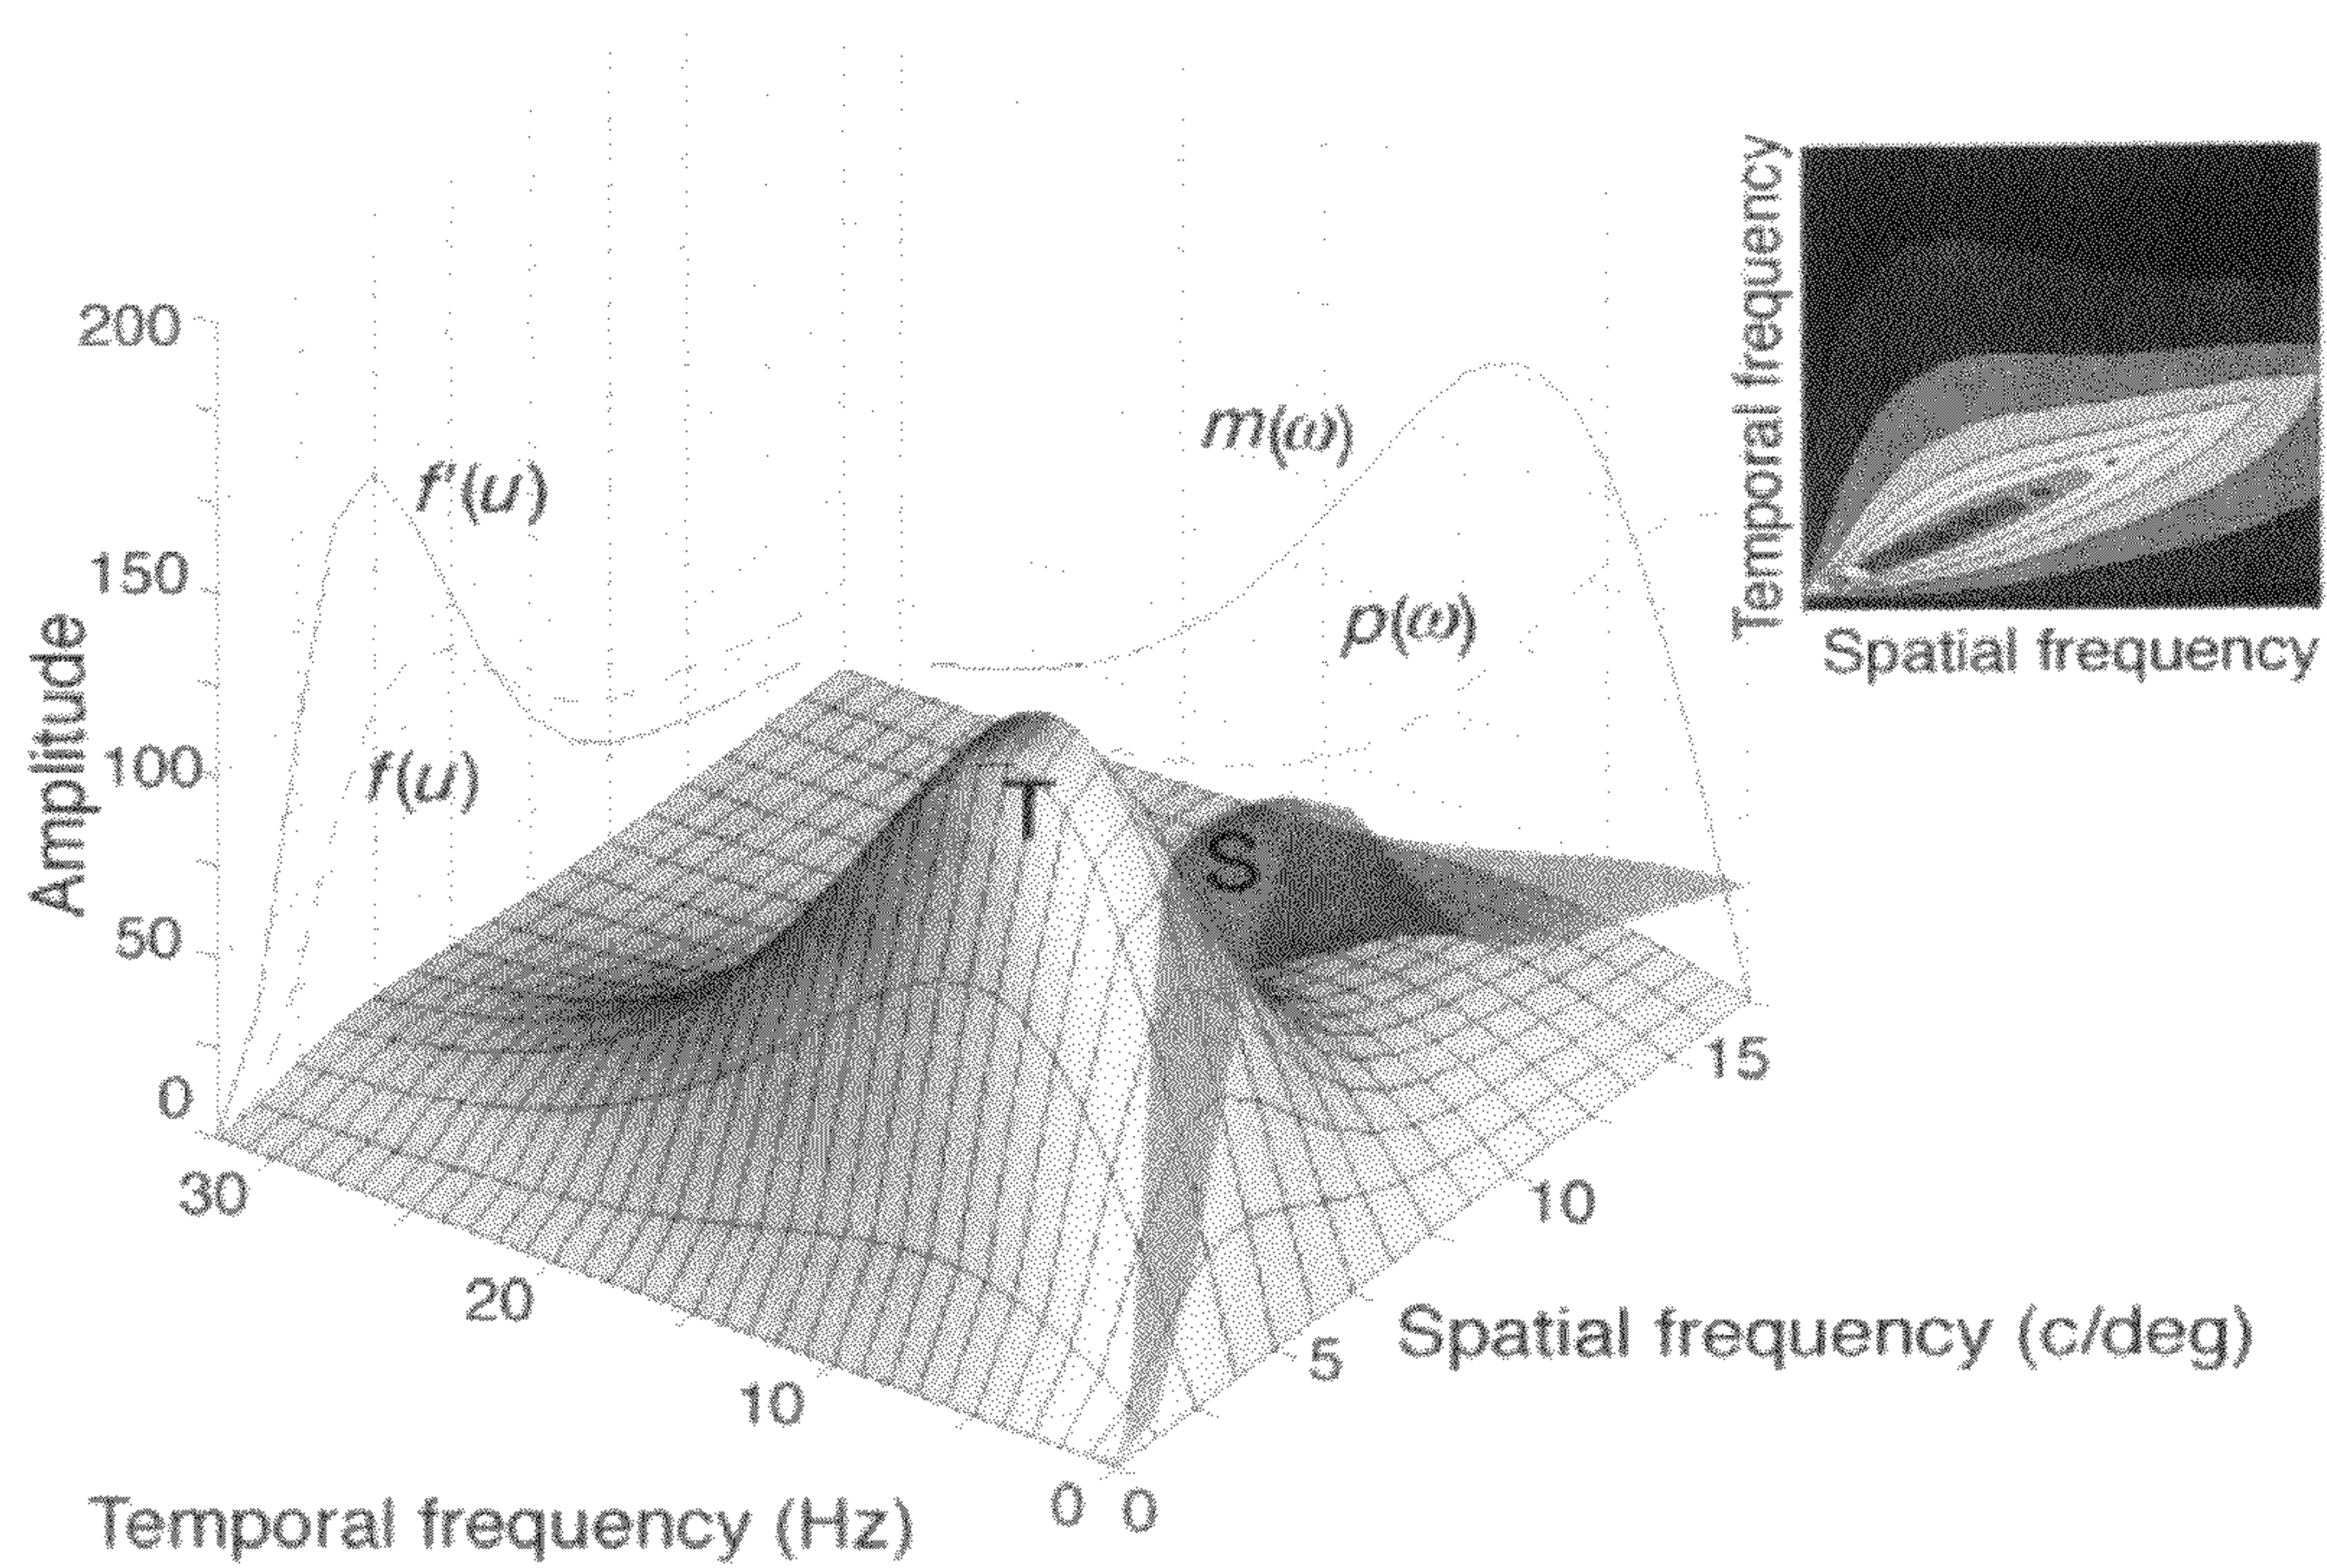 200
150
100
50
0
Amplitude
f'(u)
f(u)
m(ω)
p(ω)
T
S
30
20
10
0
Temporal frequency (Hz)
0
5
10
15
Spatial frequency (c/deg)
Temporal frequency
Spatial frequency